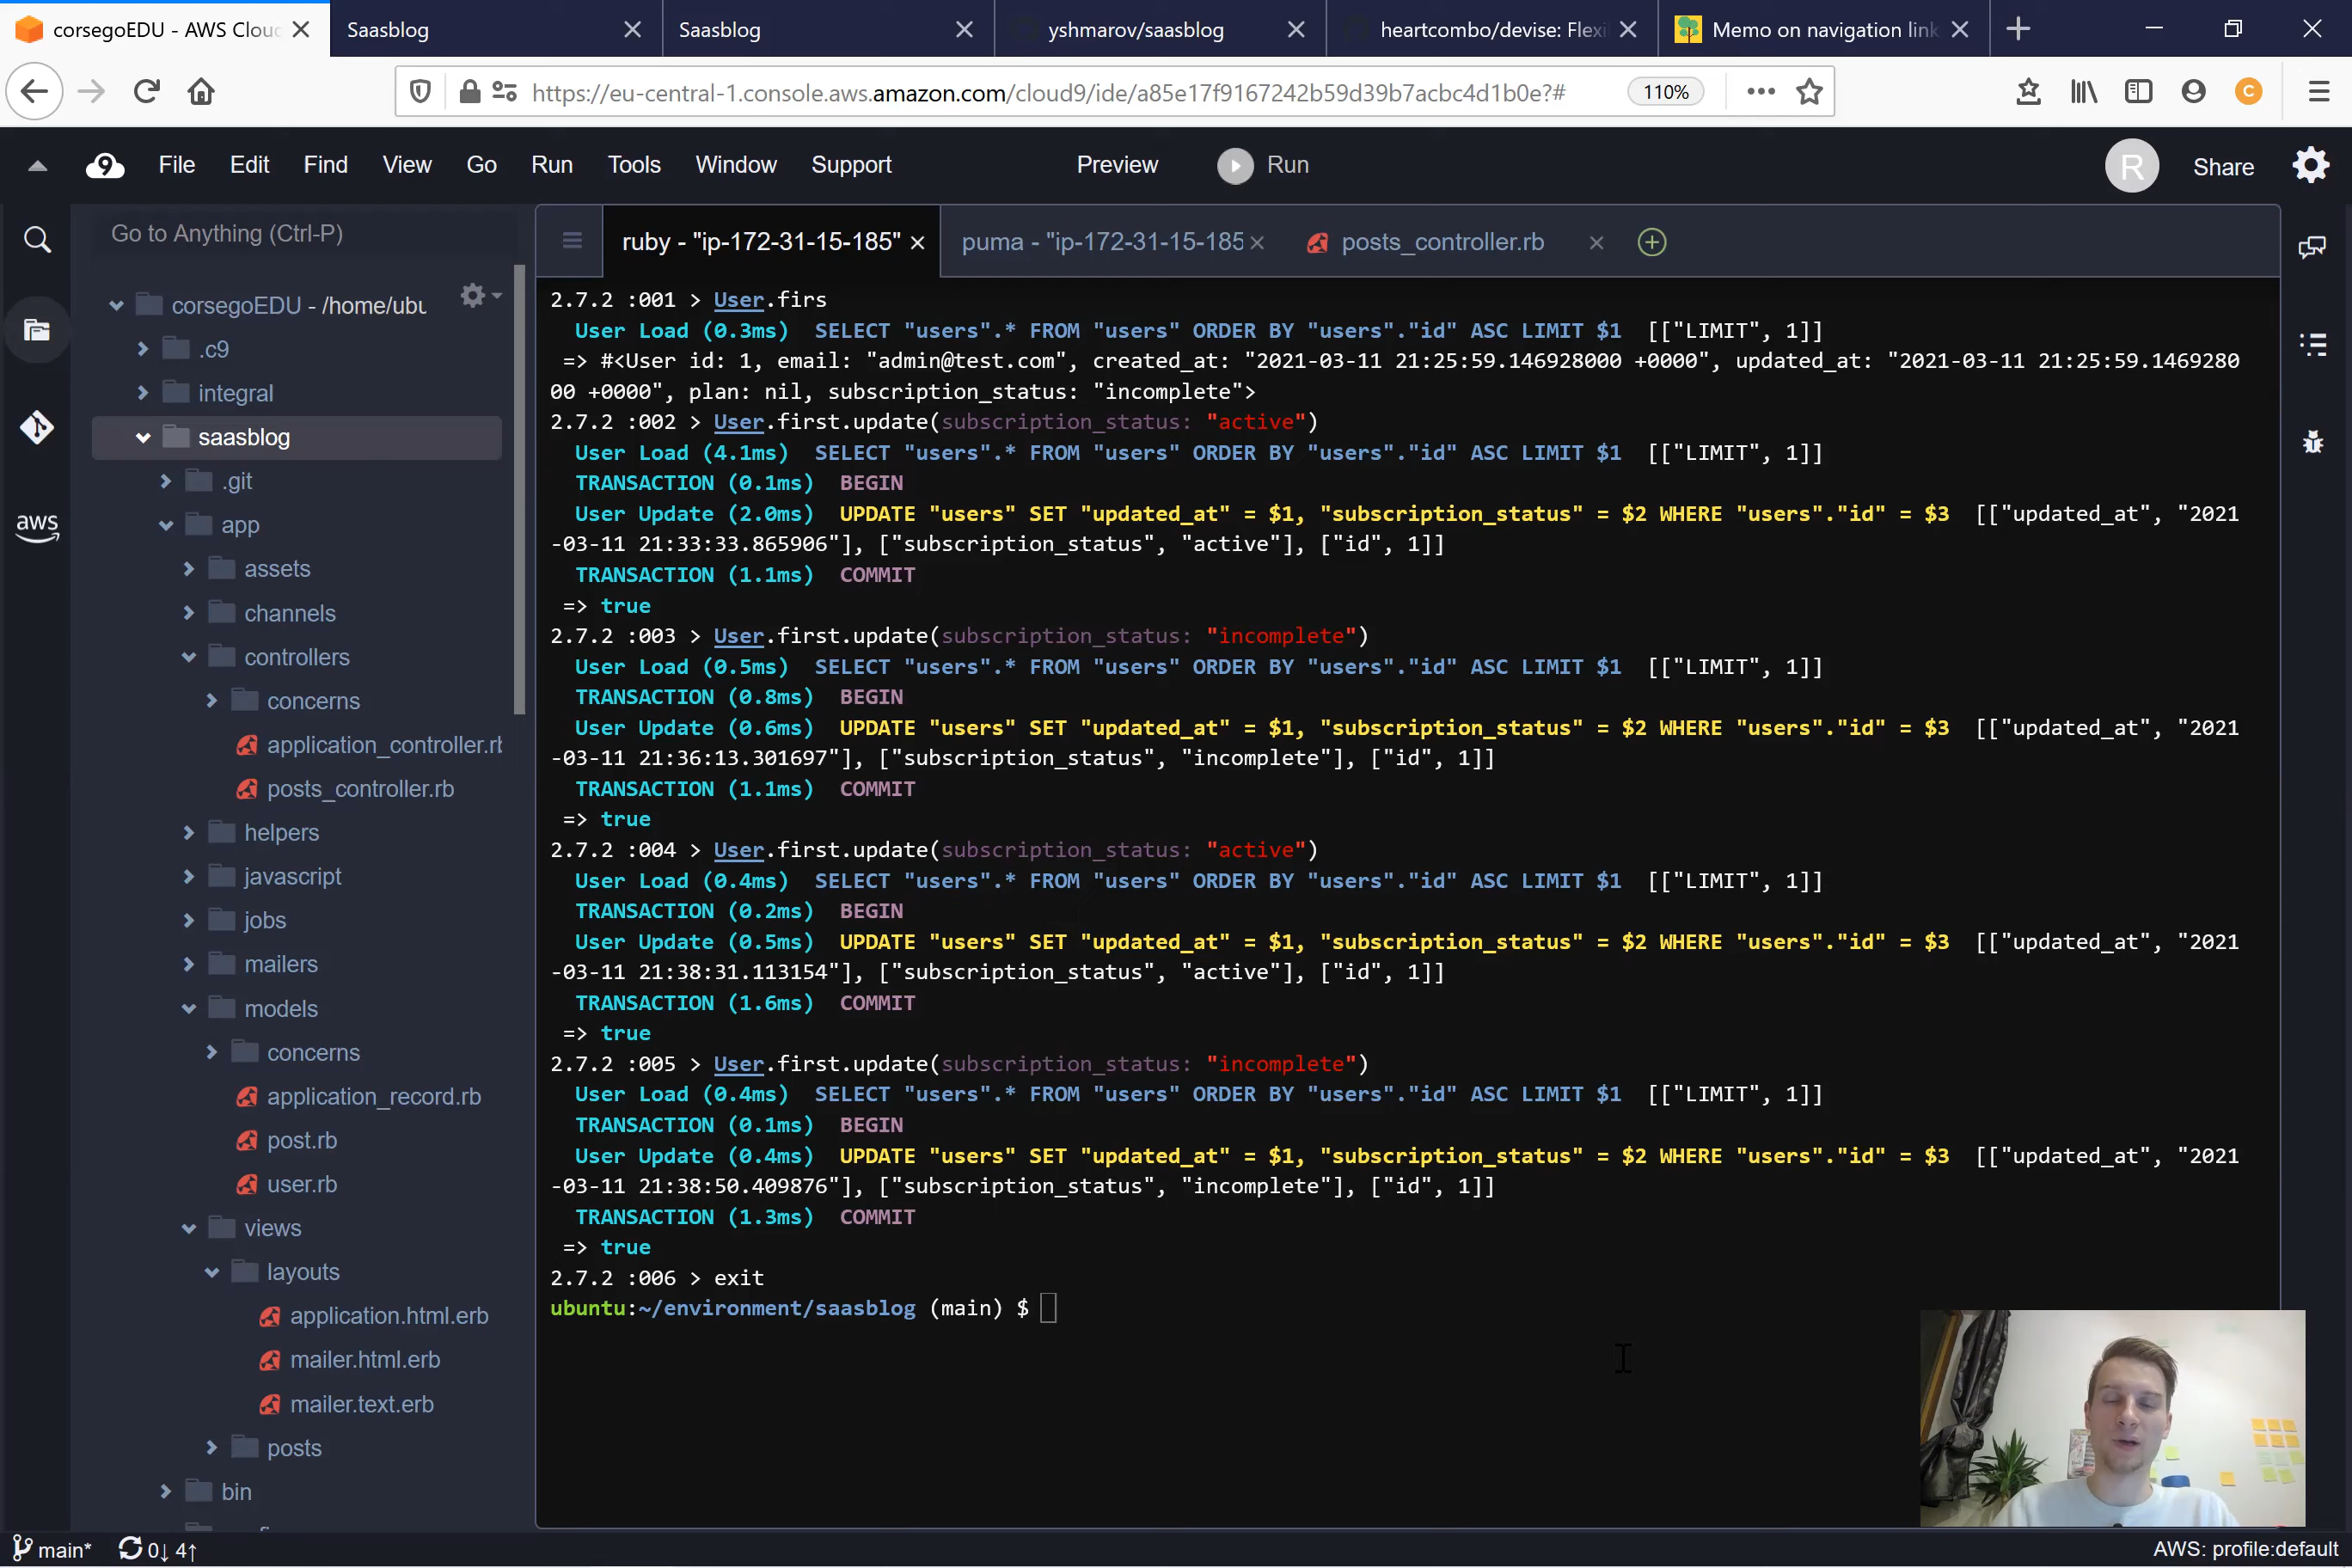 corsegoEDU - AWS Clou
Saasblog
Saasblog
yshmarov/saasblog
heartcombo/devise: Flexi
Memo on navigation link
https://eu-central-1.console.aws.amazon.com/cloud9/ide/a85e17f9167242b59d39b7acbc4d1b0e?#
110%
C
9
File
Edit
Find
View
Go
Run
Tools
Window
Support
Preview
Run
R
Share
Go to Anything (Ctrl-P)
ruby - "ip-172-31-15-185"
puma - "ip-172-31-15-185
posts_controller.rb
aws
corsegoEDU - /home/ubu
.c9
integral
saasblog
.git
app
assets
channels
controllers
concerns
application_controller.rb
posts_controller.rb
helpers
javascript
jobs
mailers
models
concerns
application_record.rb
post.rb
user.rb
views
layouts
application.html.erb
mailer.html.erb
mailer.text.erb
posts
bin
2.7.2 :001 > User.firs
User Load (0.3ms)  SELECT "users".* FROM "users" ORDER BY "users"."id" ASC LIMIT $1  [["LIMIT", 1]]
=> #<User id: 1, email: "admin@test.com", created_at: "2021-03-11 21:25:59.146928000 +0000", updated_at: "2021-03-11 21:25:59.1469280
00 +0000", plan: nil, subscription_status: "incomplete">
2.7.2 :002 > User.first.update(subscription_status: "active")
User Load (4.1ms)  SELECT "users".* FROM "users" ORDER BY "users"."id" ASC LIMIT $1  [["LIMIT", 1]]
TRANSACTION (0.1ms)  BEGIN
User Update (2.0ms)  UPDATE "users" SET "updated_at" = $1, "subscription_status" = $2 WHERE "users"."id" = $3  [["updated_at", "2021
-03-11 21:33:33.865906"], ["subscription_status", "active"], ["id", 1]]
TRANSACTION (1.1ms)  COMMIT
=> true
2.7.2 :003 > User.first.update(subscription_status: "incomplete")
User Load (0.5ms)  SELECT "users".* FROM "users" ORDER BY "users"."id" ASC LIMIT $1  [["LIMIT", 1]]
TRANSACTION (0.8ms)  BEGIN
User Update (0.6ms)  UPDATE "users" SET "updated_at" = $1, "subscription_status" = $2 WHERE "users"."id" = $3  [["updated_at", "2021
-03-11 21:36:13.301697"], ["subscription_status", "incomplete"], ["id", 1]]
TRANSACTION (1.1ms)  COMMIT
=> true
2.7.2 :004 > User.first.update(subscription_status: "active")
User Load (0.4ms)  SELECT "users".* FROM "users" ORDER BY "users"."id" ASC LIMIT $1  [["LIMIT", 1]]
TRANSACTION (0.2ms)  BEGIN
User Update (0.5ms)  UPDATE "users" SET "updated_at" = $1, "subscription_status" = $2 WHERE "users"."id" = $3  [["updated_at", "2021
-03-11 21:38:31.113154"], ["subscription_status", "active"], ["id", 1]]
TRANSACTION (1.6ms)  COMMIT
=> true
2.7.2 :005 > User.first.update(subscription_status: "incomplete")
User Load (0.4ms)  SELECT "users".* FROM "users" ORDER BY "users"."id" ASC LIMIT $1  [["LIMIT", 1]]
TRANSACTION (0.1ms)  BEGIN
User Update (0.4ms)  UPDATE "users" SET "updated_at" = $1, "subscription_status" = $2 WHERE "users"."id" = $3  [["updated_at", "2021
-03-11 21:38:50.409876"], ["subscription_status", "incomplete"], ["id", 1]]
TRANSACTION (1.3ms)  COMMIT
=> true
2.7.2 :006 > exit
ubuntu:~/environment/saasblog (main) $
main*
0↓ 4↑
AWS: profile:default